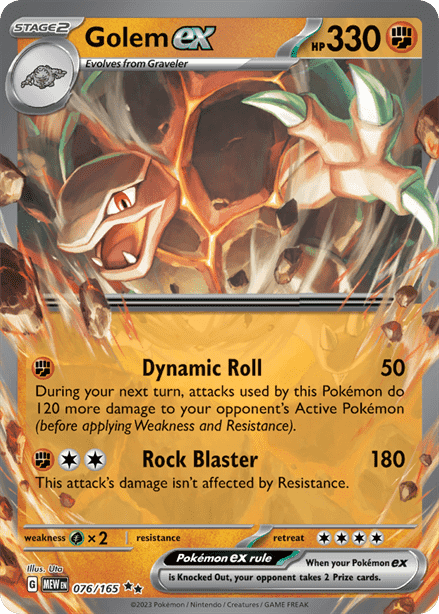 STAGE2
Golem ex HP330
Evolves from Graveler
Dynamic Roll 50
During your next turn, attacks used by this Pokémon do
120 more damage to your opponent's Active Pokémon
(before applying Weakness and Resistance).
Rock Blaster 180
This attack's damage isn't affected by Resistance.
weakness ×2 resistance retreat
Illus. Uta
Pokémon ex rule When your Pokémon ex
is Knocked Out, your opponent takes 2 Prize cards.
G MEW EN 076/165
©2023 Pokémon / Nintendo / Creatures / GAME FREAK